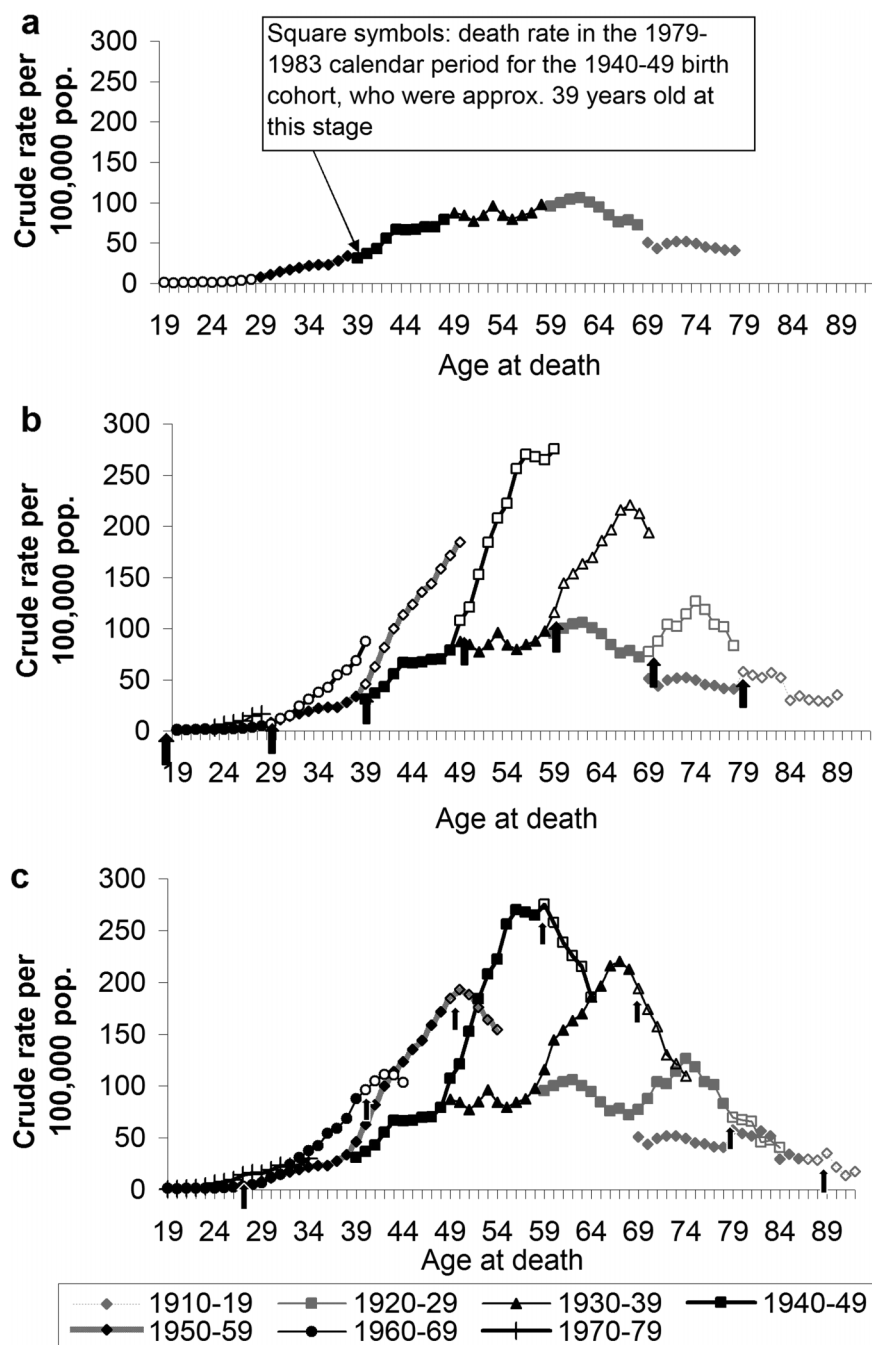 a
300
250
200
150
100
50
0
Crude rate per
100,000 pop.
Square symbols: death rate in the 1979-
1983 calendar period for the 1940-49 birth
cohort, who were approx. 39 years old at
this stage
19 24 29 34 39 44 49 54 59 64 69 74 79 84 89
Age at death
b
300
250
200
150
100
50
0
Crude rate per
100,000 pop.
19 24 29 34 39 44 49 54 59 64 69 74 79 84 89
Age at death
c
300
250
200
150
100
50
0
Crude rate per
100,000 pop.
19 24 29 34 39 44 49 54 59 64 69 74 79 84 89
Age at death
1910-19 1920-29 1930-39 1940-49
1950-59 1960-69 1970-79